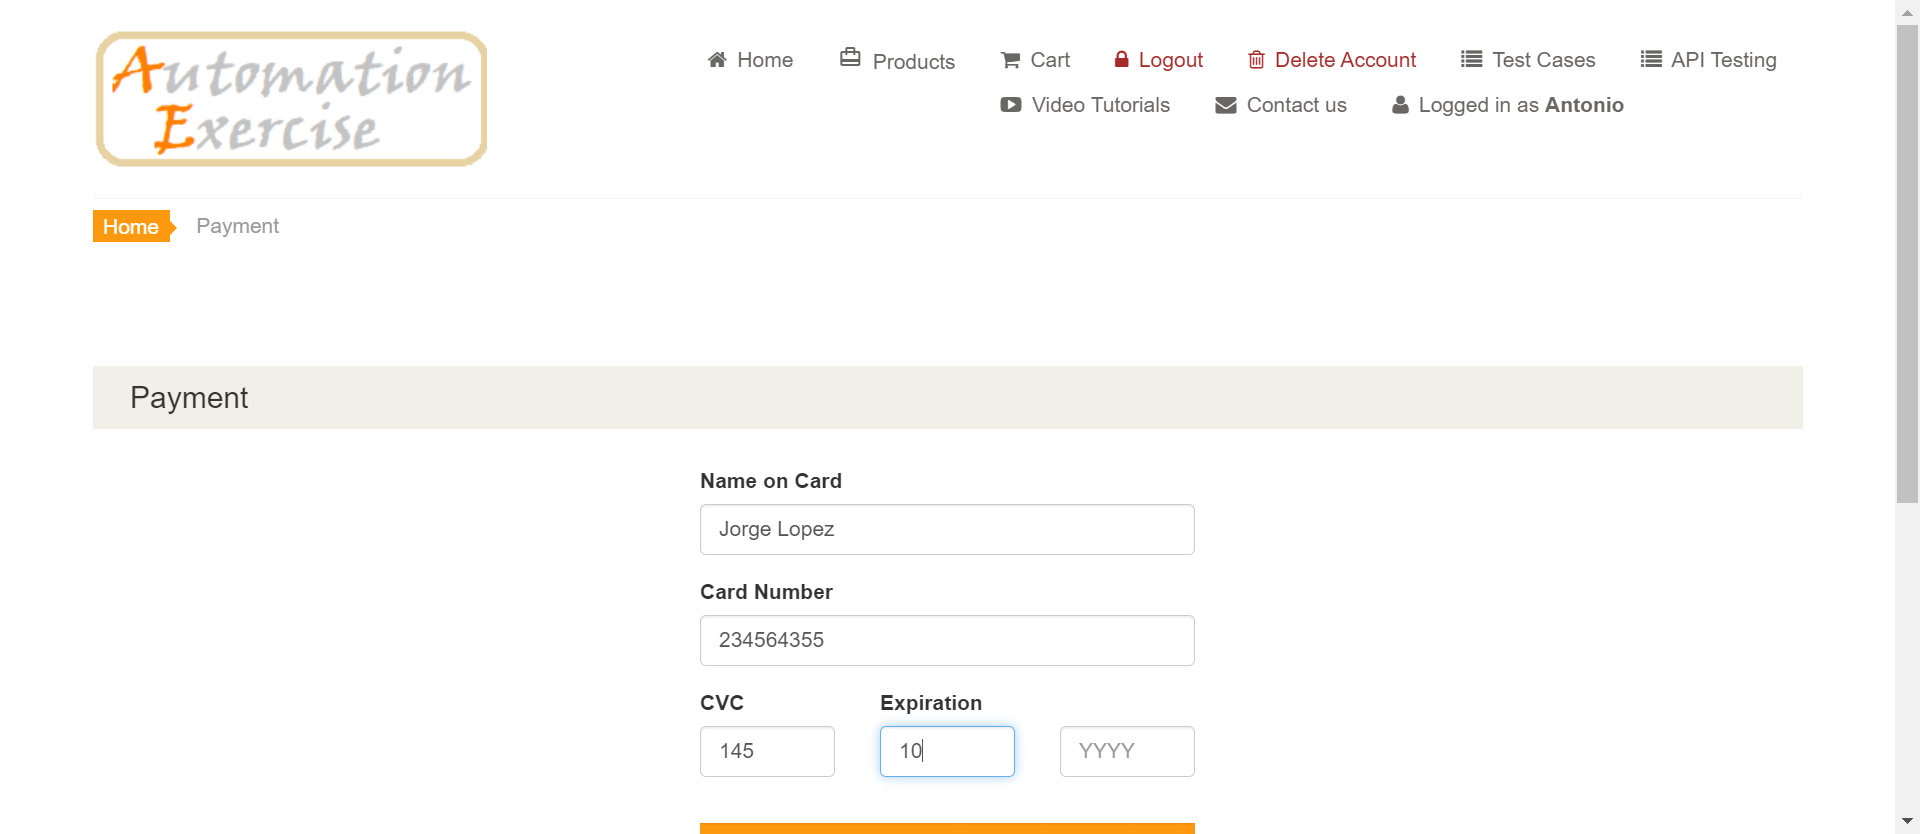 Automation
Exercise
Home
Products
Cart
Logout
Delete Account
Test Cases
API Testing
Video Tutorials
Contact us
Logged in as Antonio
Home
Payment
Payment
Name on Card
Jorge Lopez
Card Number
234564355
CVC
Expiration
145
10
YYYY